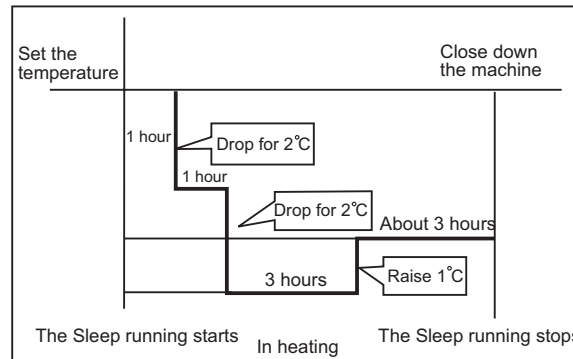 Set the
temperature
Close down
the machine
1 hour
Drop for 2℃
1 hour
Drop for 2℃
About 3 hours
3 hours
Raise 1℃
The Sleep running starts
In heating
The Sleep running stops